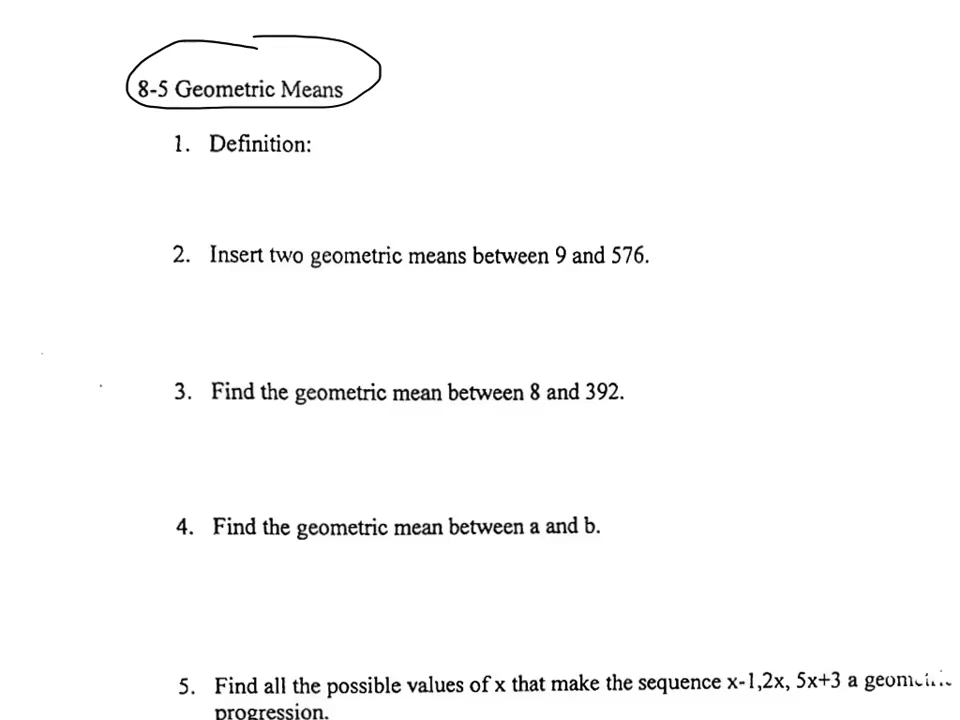 8-5 Geometric Means
1. Definition:
2. Insert two geometric means between 9 and 576.
3. Find the geometric mean between 8 and 392.
4. Find the geometric mean between a and b.
5. Find all the possible values of x that make the sequence x-1,2x, 5x+3 a
progression.